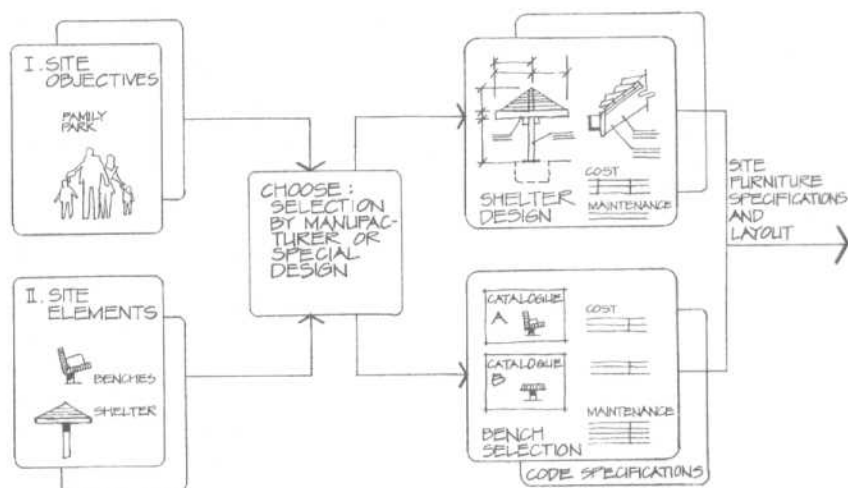 I. SITE
OBJECTIVES
FAMILY
PARK
II. SITE
ELEMENTS
BENCHES
SHELTER
CHOOSE:
SELECTION
BY MANUFAC-
TURER OR
SPECIAL
DESIGN
COST
MAINTENANCE
SHELTER
DESIGN
CATALOGUE
A
CATALOGUE
B
COST
MAINTENANCE
BENCH
SELECTION
CODE SPECIFICATIONS
SITE
FURNITURE
SPECIFICATIONS
AND
LAYOUT